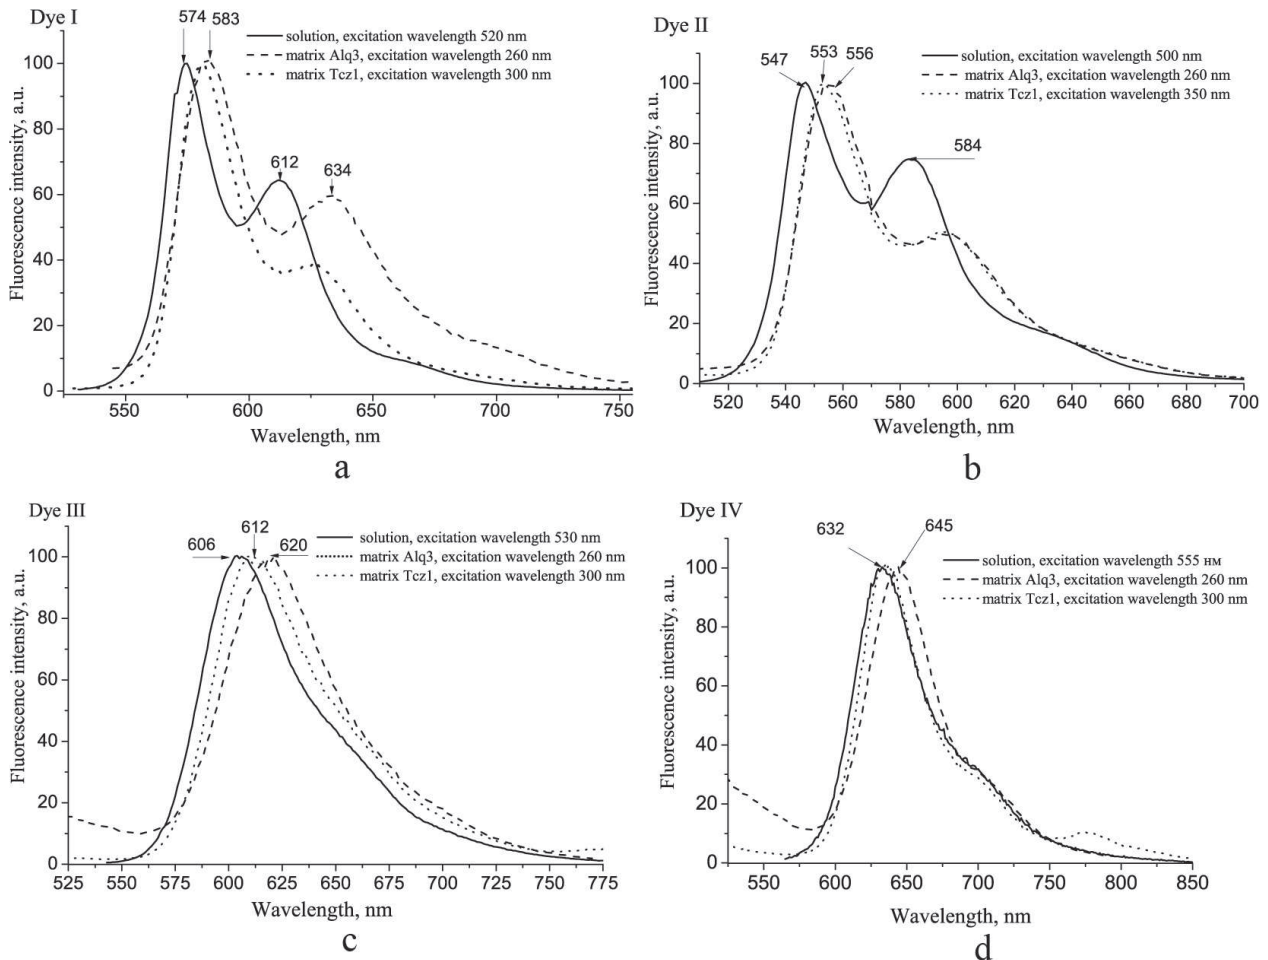 Dye I
574 583
solution, excitation wavelength 520 nm
matrix Alq3, excitation wavelength 260 nm
matrix Tcz1, excitation wavelength 300 nm
612
634
Fluorescence intensity, a.u.
100
80
60
40
20
0
550 600 650 700 750
Wavelength, nm
a
Dye II
547
553
556
solution, excitation wavelength 500 nm
matrix Alq3, excitation wavelength 260 nm
matrix Tcz1, excitation wavelength 350 nm
584
Fluorescence intensity, a.u.
100
80
60
40
20
0
520 540 560 580 600 620 640 660 680 700
Wavelength, nm
b
Dye III
606
612
620
solution, excitation wavelength 530 nm
matrix Alq3, excitation wavelength 260 nm
matrix Tcz1, excitation wavelength 300 nm
Fluorescence intensity, a.u.
100
80
60
40
20
0
525 550 575 600 625 650 675 700 725 750 775
Wavelength, nm
c
Dye IV
632
645
solution, excitation wavelength 555 нм
matrix Alq3, excitation wavelength 260 nm
matrix Tcz1, excitation wavelength 300 nm
Fluorescence intensity, a.u.
100
80
60
40
20
0
550 600 650 700 750 800 850
Wavelength, nm
d